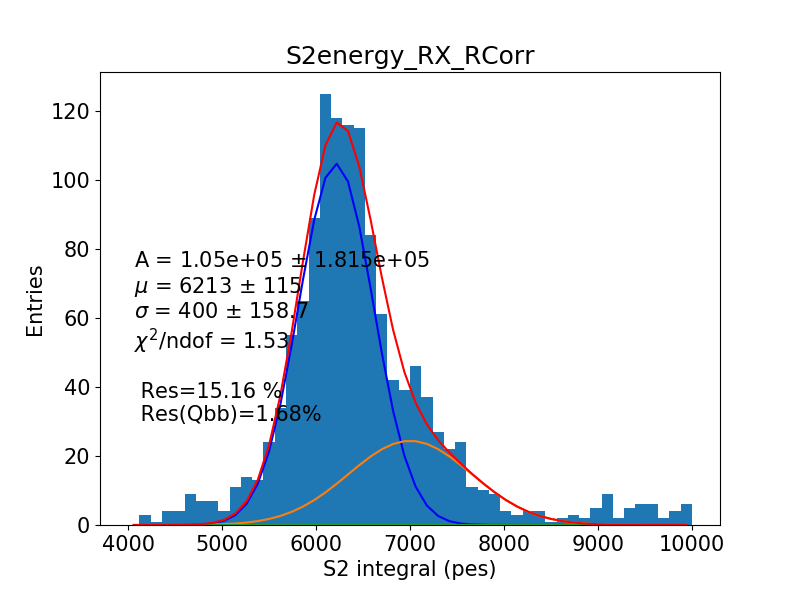 S2energy_RX_RCorr
120
100
80
60
40
20
0
Entries
A = 1.05e+05 ± 1.815e+05
μ = 6213 ± 115
σ = 400 ± 158.7
χ²/ndof = 1.53
Res=15.16 %
Res(Qbb)=1.68%
4000 5000 6000 7000 8000 9000 10000
S2 integral (pes)